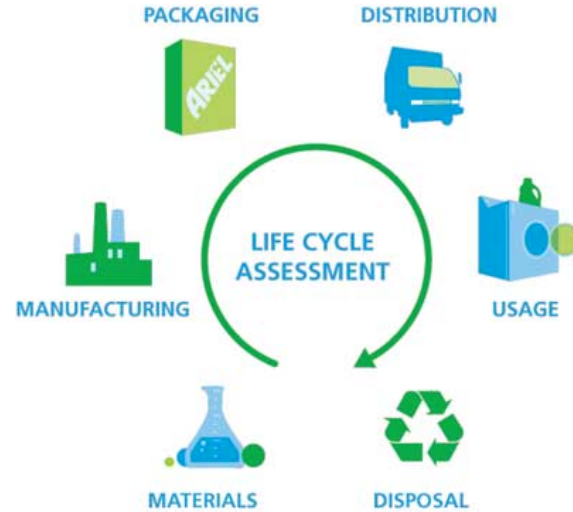 PACKAGING
DISTRIBUTION
ARIEL
LIFE CYCLE
ASSESSMENT
MANUFACTURING
USAGE
MATERIALS
DISPOSAL